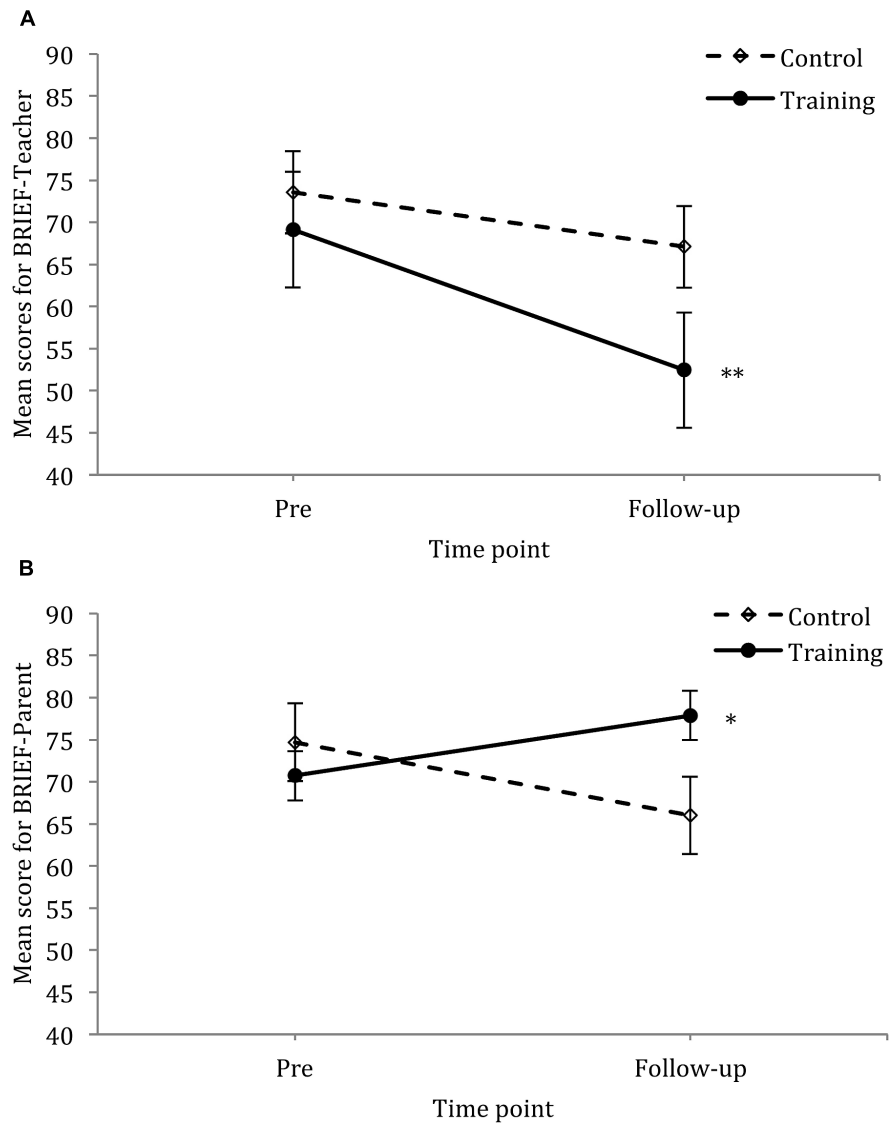 A
Mean scores for BRIEF-Teacher
90
85
80
75
70
65
60
55
50
45
40
Control
Training
**
Pre
Follow-up
Time point
B
Mean score for BRIEF-Parent
90
85
80
75
70
65
60
55
50
45
40
Control
Training
*
Pre
Follow-up
Time point